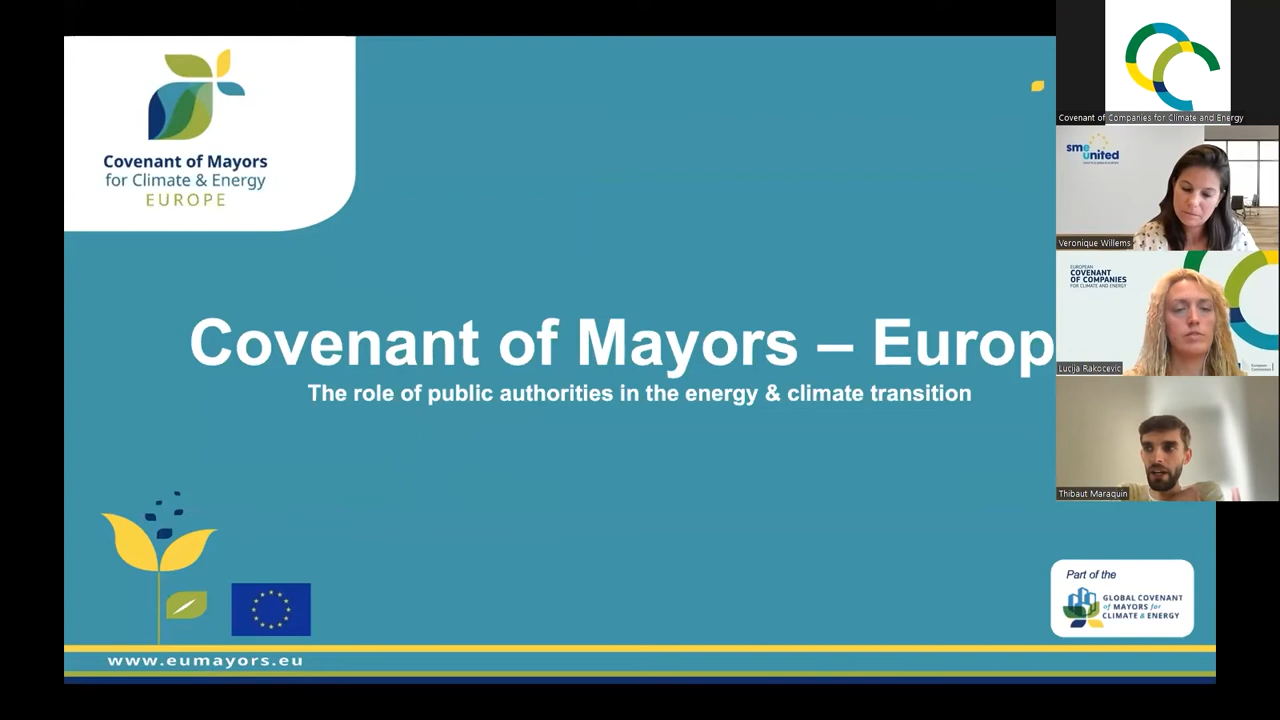 Covenant of Mayors
for Climate & Energy
EUROPE
Covenant of Mayors – Europ
The role of public authorities in the energy & climate transition
www.eumayors.eu
Part of the
GLOBAL COVENANT
of MAYORS for
CLIMATE & ENERGY
Covenant of Companies for Climate and Energy
sme
united
Veronique Willems
EUROPEAN
COVENANT
OF COMPANIES
FOR CLIMATE AND ENERGY
European
Commission
Lucija Rakocevic
Thibaut Maraquin